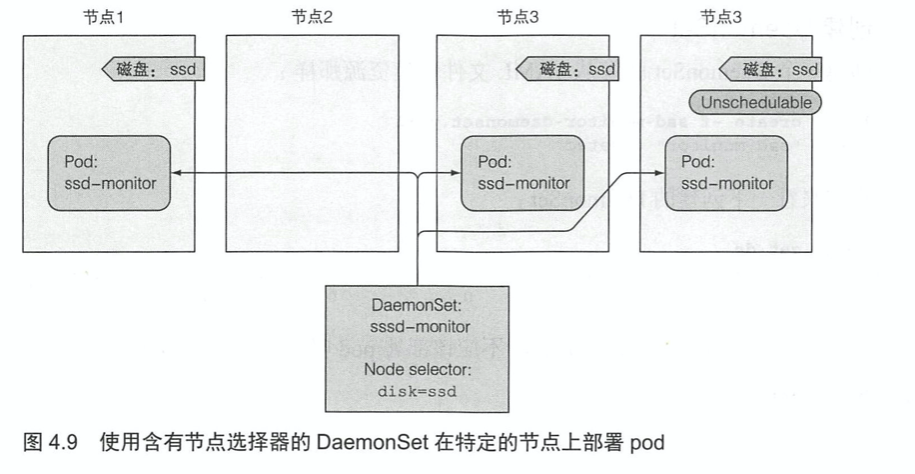 节点1
节点2
节点3
节点3
磁盘：ssd
磁盘：ssd
磁盘：ssd
Unschedulable
Pod:
ssd-monitor
Pod:
ssd-monitor
Pod:
ssd-monitor
DaemonSet:
sssd-monitor
Node selector:
disk=ssd
图 4.9 使用含有节点选择器的 DaemonSet 在特定的节点上部署 pod